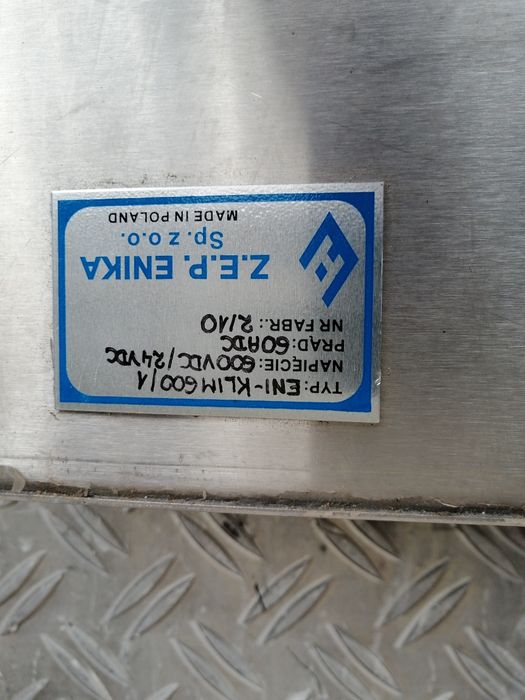 Z.E.P. ENIKA
Sp. z o.o.
MADE IN POLAND
TYP: ENI-KLIM 600/1
NAPIĘCIE: 600VDC/24VDC
PRĄD: 60ADC
NR FABR.: 2/10